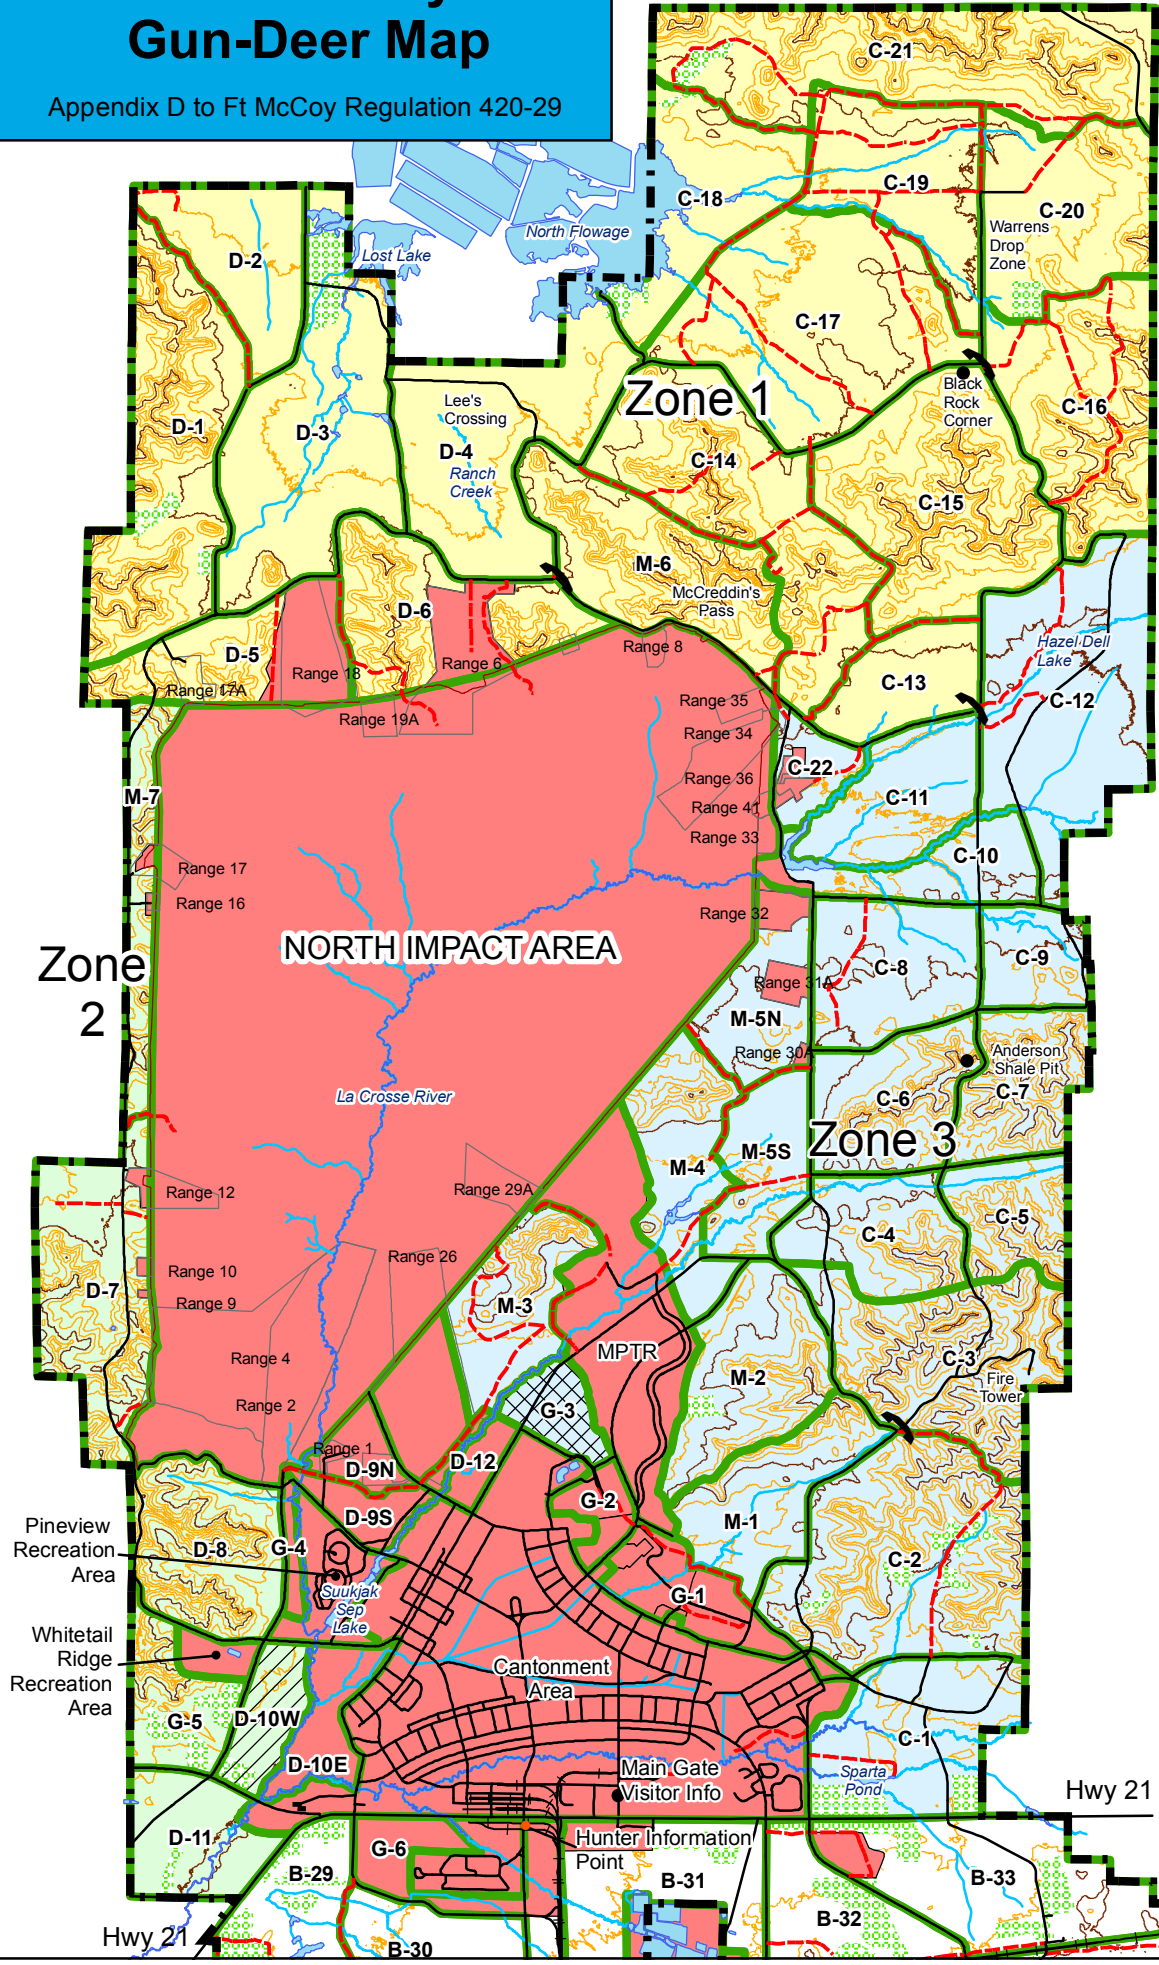 Gun-Deer Map
Appendix D to Ft McCoy Regulation 420-29
C-21
C-19
C-18
C-20
Warrens
Drop
Zone
North Flowage
Lost Lake
D-2
C-17
Zone 1
Black
Rock
Corner
C-16
Lee's
Crossing
D-1
D-3
D-4
Ranch
Creek
C-14
C-15
M-6
McCreddin's
Pass
D-6
D-5
Range 17A
Range 18
Range 6
Range 8
Range 19A
Hazel Dell
Lake
C-13
C-12
Range 35
Range 34
Range 36
Range 41
Range 33
C-22
C-11
M-7
C-10
Range 17
Range 16
Range 32
Zone
2
NORTH IMPACT AREA
C-8
C-9
Range 31A
M-5N
Range 30A
Anderson
Shale Pit
C-7
C-6
La Crosse River
Zone 3
M-5S
M-4
Range 12
Range 29A
C-5
C-4
Range 26
Range 10
Range 9
D-7
M-3
MPTR
Range 4
C-3
Fire
Tower
M-2
Range 2
G-3
Range 1
D-9N
D-12
G-2
D-9S
M-1
Pineview
Recreation
Area
D-8
G-4
C-2
Suukjak
Sep
Lake
G-1
Whitetail
Ridge
Recreation
Area
Cantonment
Area
G-5
D-10W
C-1
D-10E
Main Gate
Visitor Info
Sparta
Pond
Hwy 21
D-11
G-6
Hunter Information
Point
B-29
B-31
B-33
B-32
Hwy 21
B-30